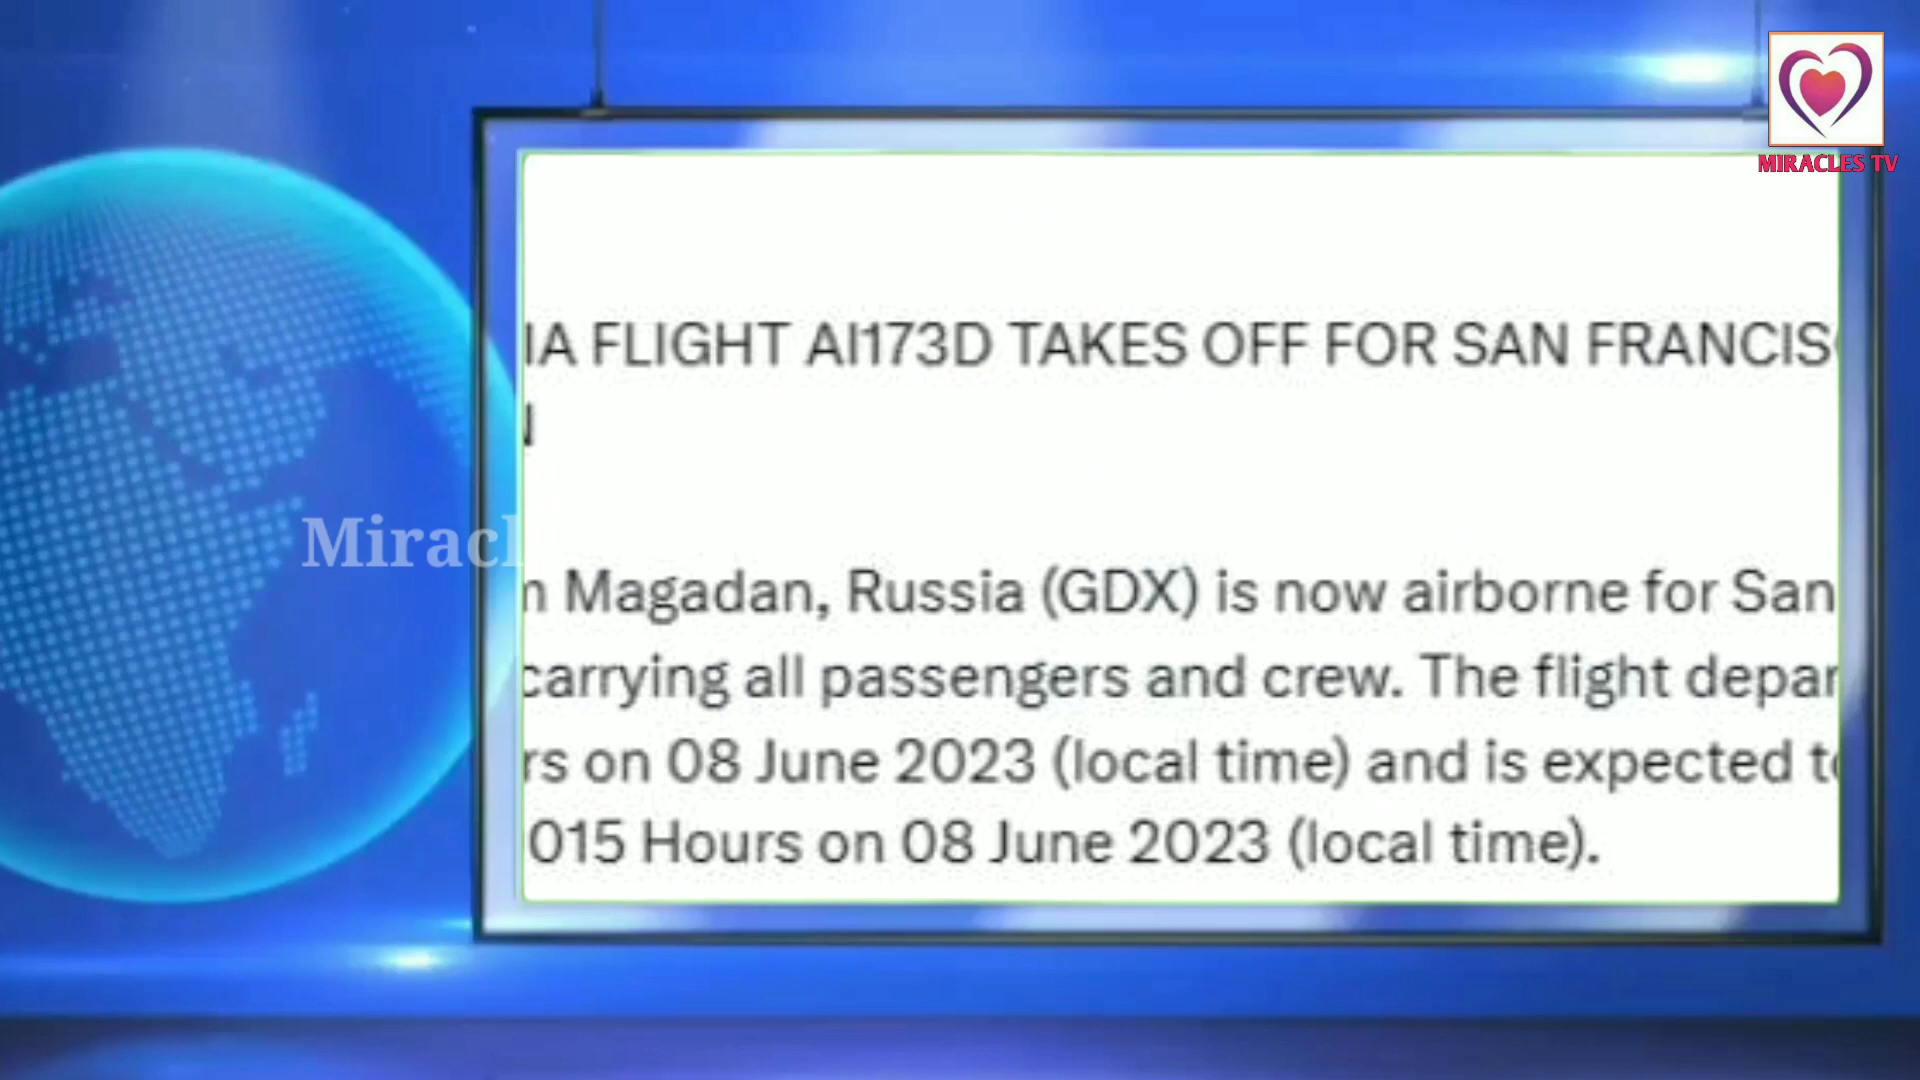 MIRACLES TV
IA FLIGHT AI173D TAKES OFF FOR SAN FRANCIS
N
Miracl
n Magadan, Russia (GDX) is now airborne for San
carrying all passengers and crew. The flight depar
rs on 08 June 2023 (local time) and is expected to
015 Hours on 08 June 2023 (local time).